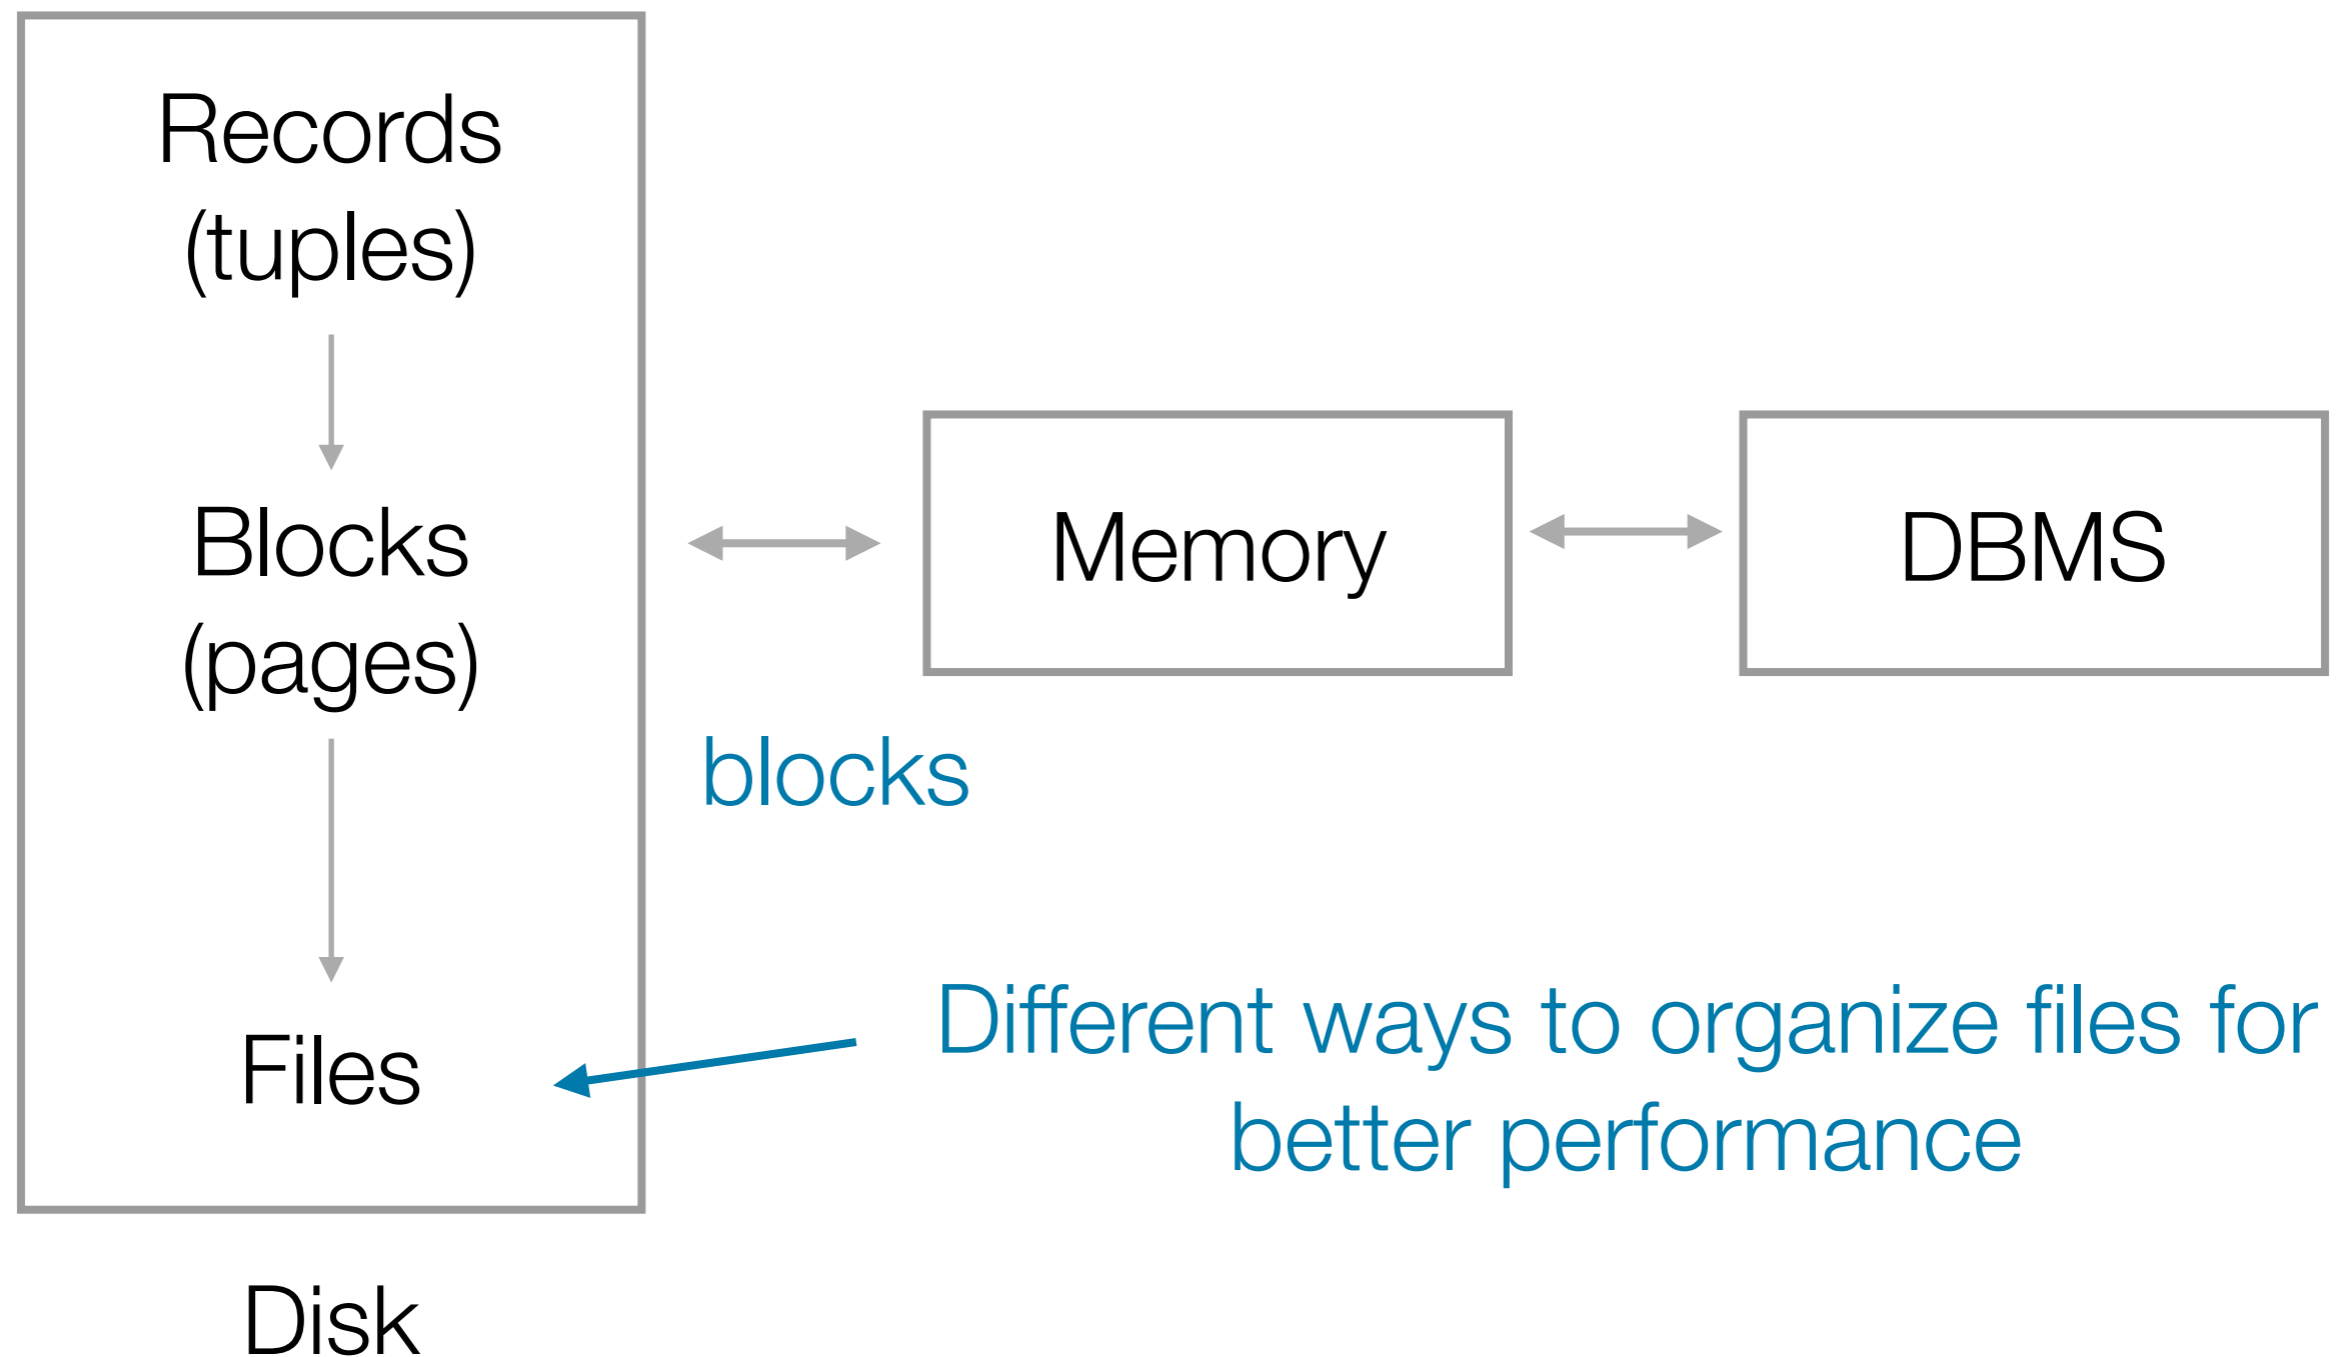 Records
(tuples)
Blocks
(pages)
Files
Disk
blocks
Memory
DBMS
Different ways to organize files for
better performance